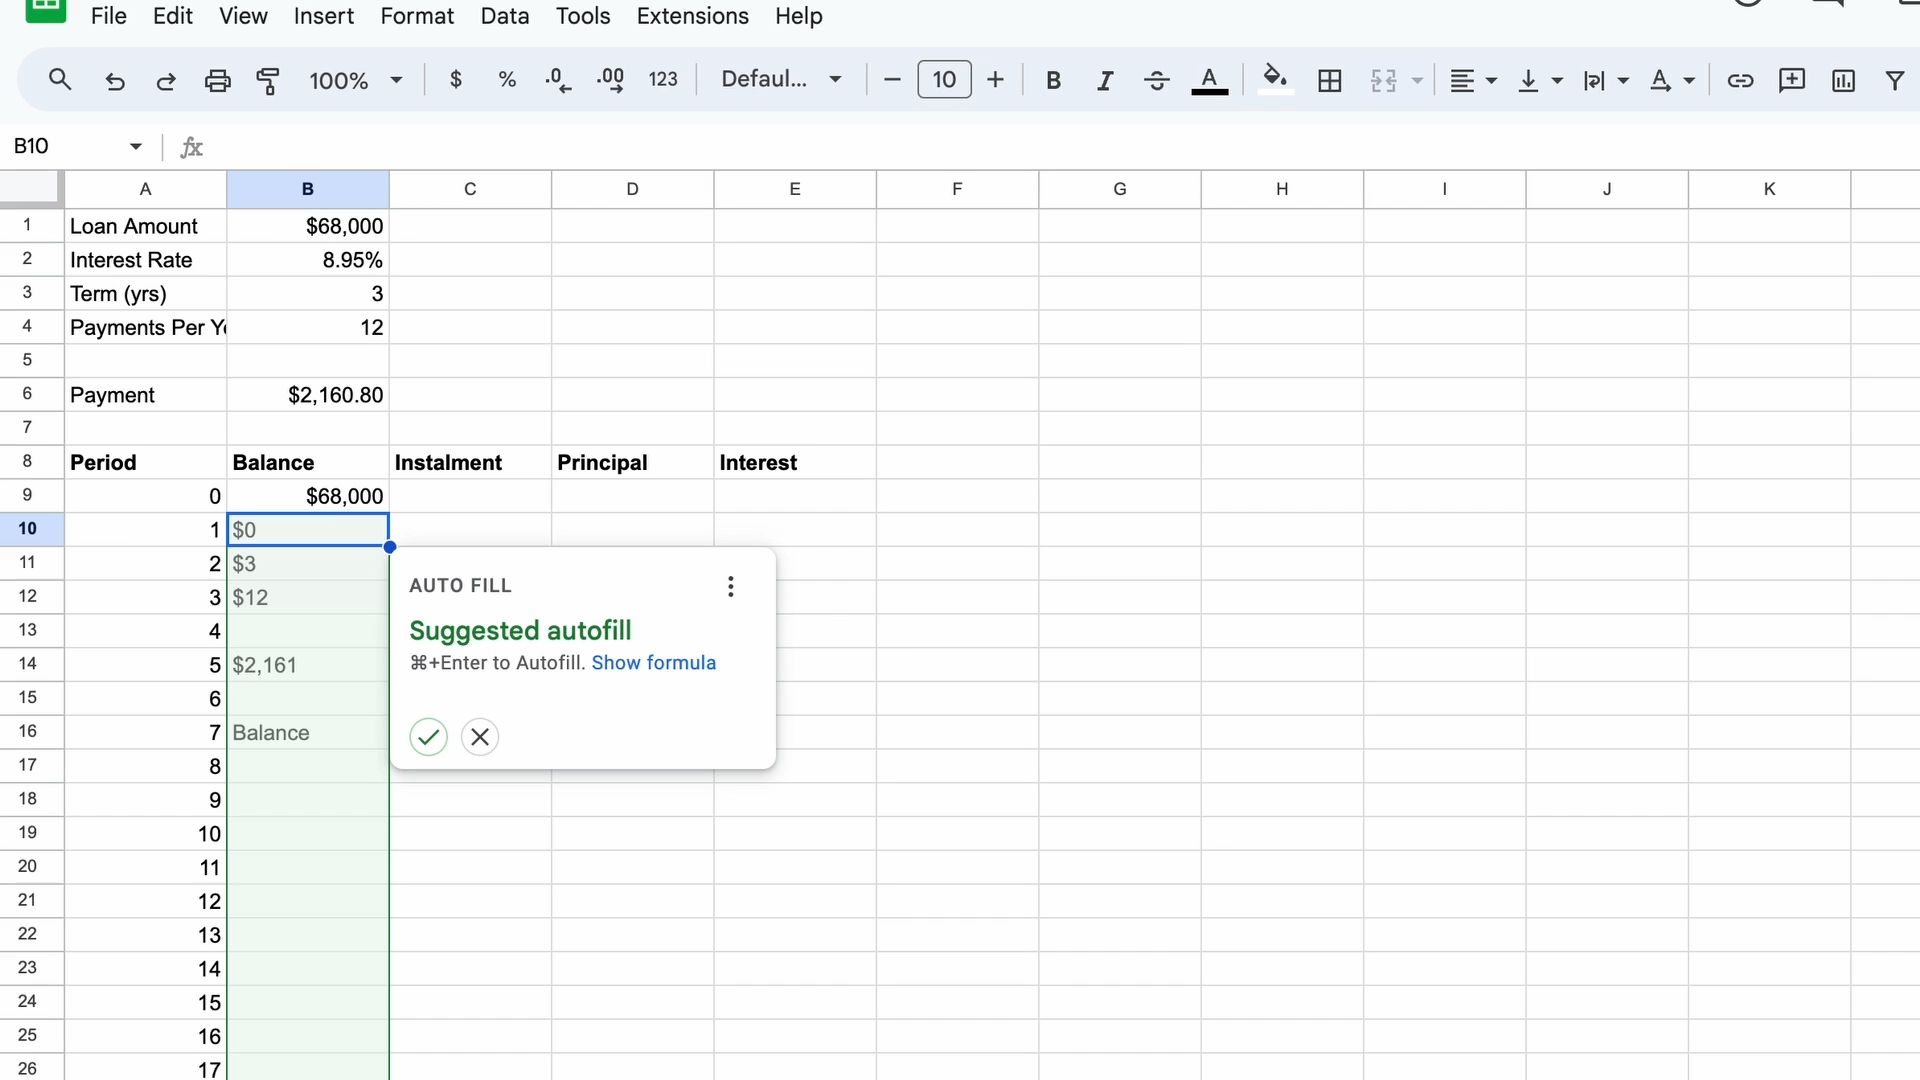 File Edit View Insert Format Data Tools Extensions Help
100% $ % .0 .00 123 Defaul... − 10 + B I A A
B10 fx
A B C D E F G H I J K
1 Loan Amount $68,000
2 Interest Rate 8.95%
3 Term (yrs) 3
4 Payments Per Ye 12
5
6 Payment $2,160.80
7
8 Period Balance Instalment Principal Interest
9 0 $68,000
10 1 $0
11 2 $3
12 3 $12
13 4
14 5 $2,161
15 6
16 7 Balance
17 8
18 9
19 10
20 11
21 12
22 13
23 14
24 15
25 16
26 17
AUTO FILL
Suggested autofill
⌘+Enter to Autofill. Show formula